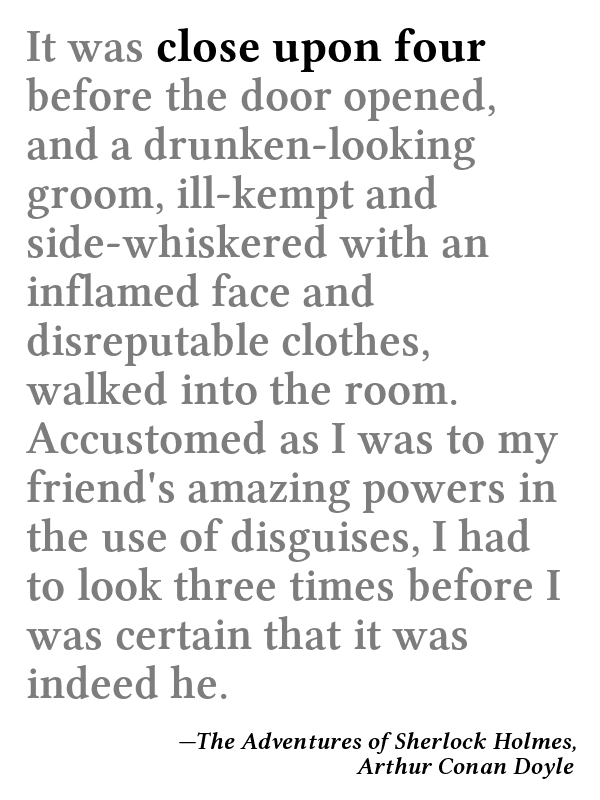 It was close upon four
before the door opened,
and a drunken-looking
groom, ill-kempt and
side-whiskered with an
inflamed face and
disreputable clothes,
walked into the room.
Accustomed as I was to my
friend's amazing powers in
the use of disguises, I had
to look three times before I
was certain that it was
indeed he.
—The Adventures of Sherlock Holmes,
Arthur Conan Doyle